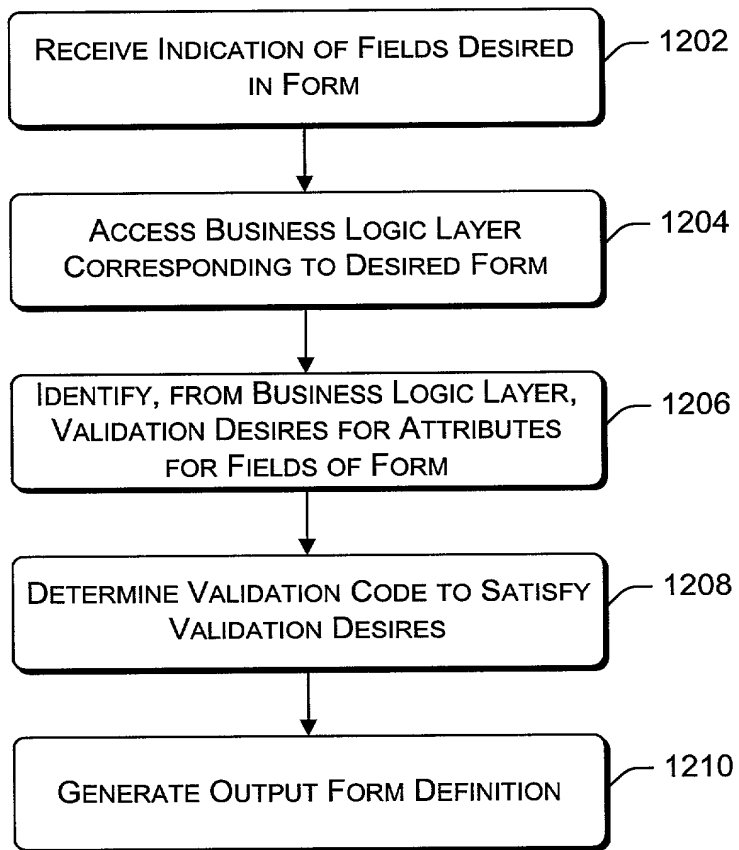 RECEIVE INDICATION OF FIELDS DESIRED
IN FORM
1202
ACCESS BUSINESS LOGIC LAYER
CORRESPONDING TO DESIRED FORM
1204
IDENTIFY, FROM BUSINESS LOGIC LAYER,
VALIDATION DESIRES FOR ATTRIBUTES
FOR FIELDS OF FORM
1206
DETERMINE VALIDATION CODE TO SATISFY
VALIDATION DESIRES
1208
GENERATE OUTPUT FORM DEFINITION
1210